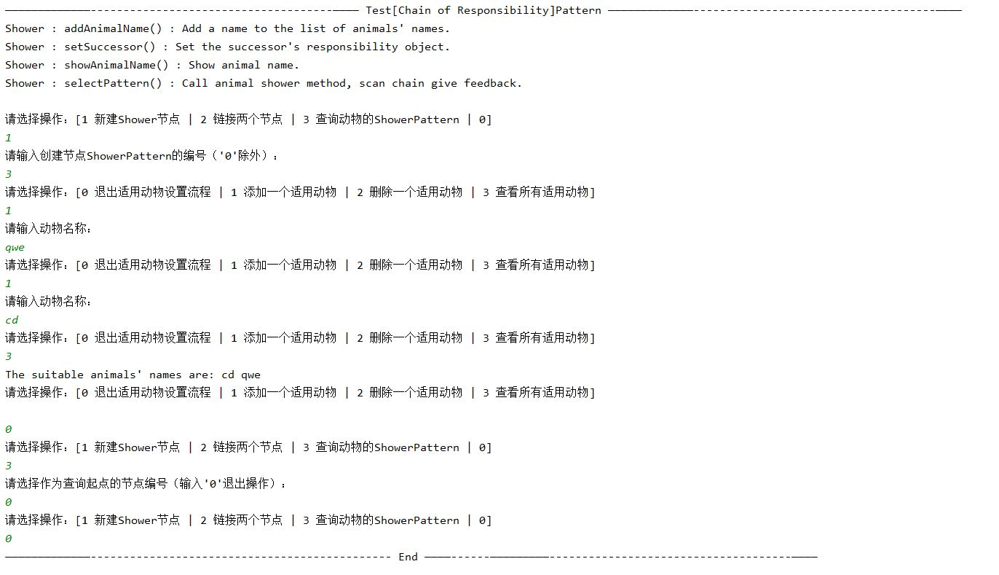 ————————————--------------------------------------———— Test[Chain of Responsibility]Pattern ————————————--------------------------------------————
Shower : addAnimalName() : Add a name to the list of animals' names.
Shower : setSuccessor() : Set the successor's responsibility object.
Shower : showAnimalName() : Show animal name.
Shower : selectPattern() : Call animal shower method, scan chain give feedback.
请选择操作：[1 新建Shower节点 | 2 链接两个节点 | 3 查询动物的ShowerPattern | 0]
1
请输入创建节点ShowerPattern的编号（'0'除外）：
3
请选择操作：[0 退出适用动物设置流程 | 1 添加一个适用动物 | 2 删除一个适用动物 | 3 查看所有适用动物]
1
请输入动物名称：
qwe
请选择操作：[0 退出适用动物设置流程 | 1 添加一个适用动物 | 2 删除一个适用动物 | 3 查看所有适用动物]
1
请输入动物名称：
cd
请选择操作：[0 退出适用动物设置流程 | 1 添加一个适用动物 | 2 删除一个适用动物 | 3 查看所有适用动物]
3
The suitable animals' names are: cd qwe
请选择操作：[0 退出适用动物设置流程 | 1 添加一个适用动物 | 2 删除一个适用动物 | 3 查看所有适用动物]
0
请选择操作：[1 新建Shower节点 | 2 链接两个节点 | 3 查询动物的ShowerPattern | 0]
3
请选择作为查询起点的节点编号（输入'0'退出操作）：
0
请选择操作：[1 新建Shower节点 | 2 链接两个节点 | 3 查询动物的ShowerPattern | 0]
0
————————————---------------------------------------------- End ————------—————————--------------------------------------————